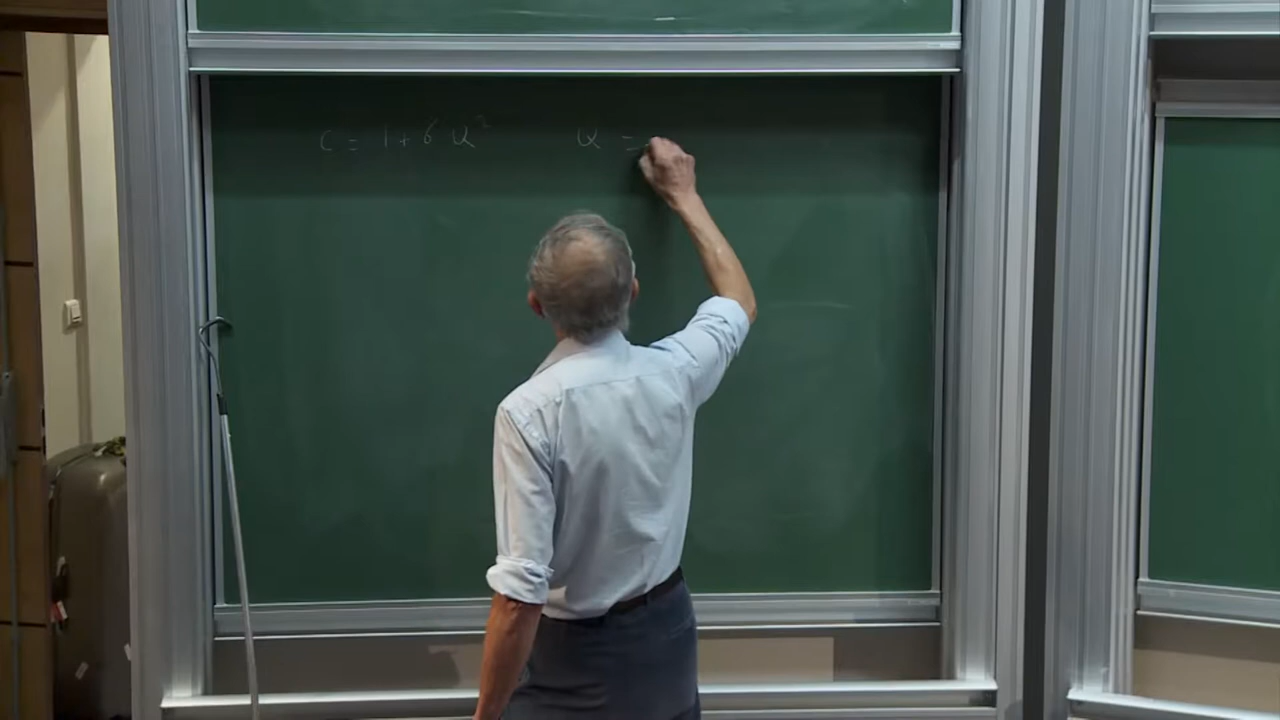 C = 1 + 6 Q² Q =